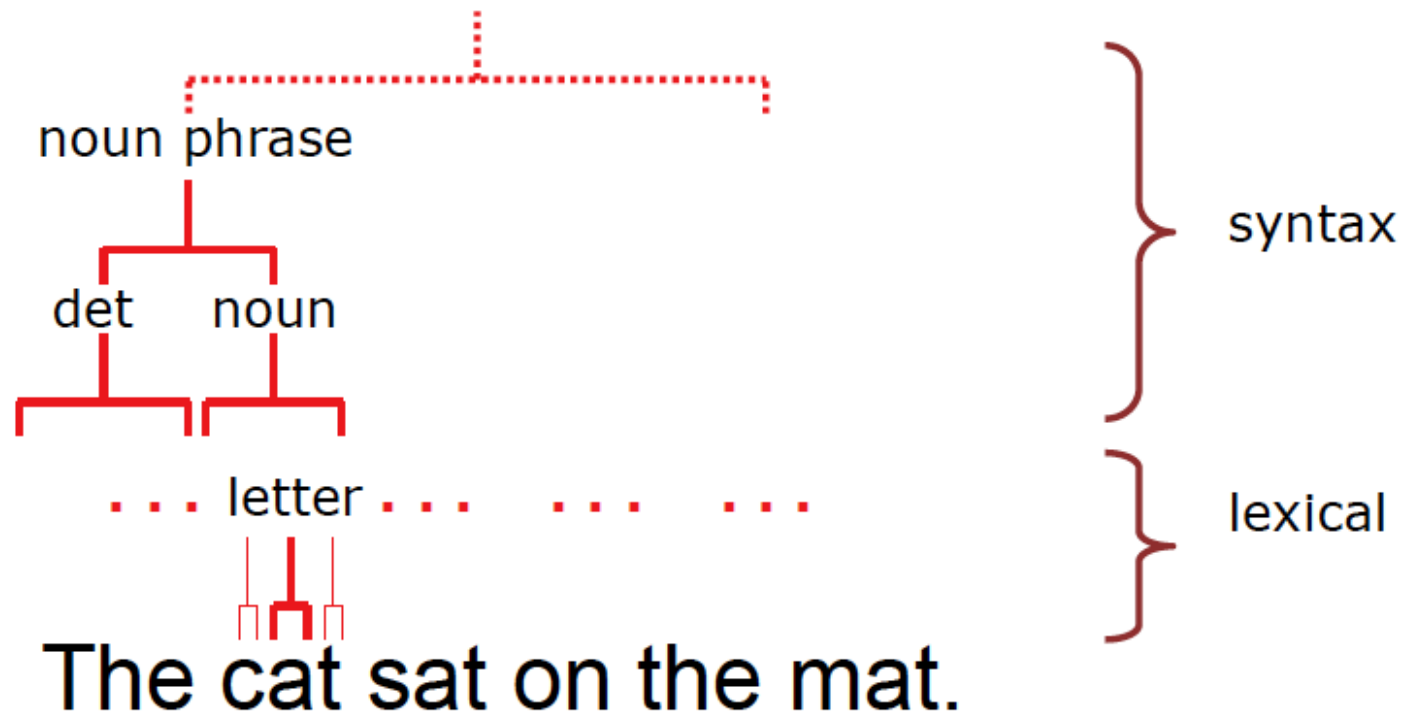 noun phrase
syntax
det noun
... letter ... ... ...
lexical
The cat sat on the mat.